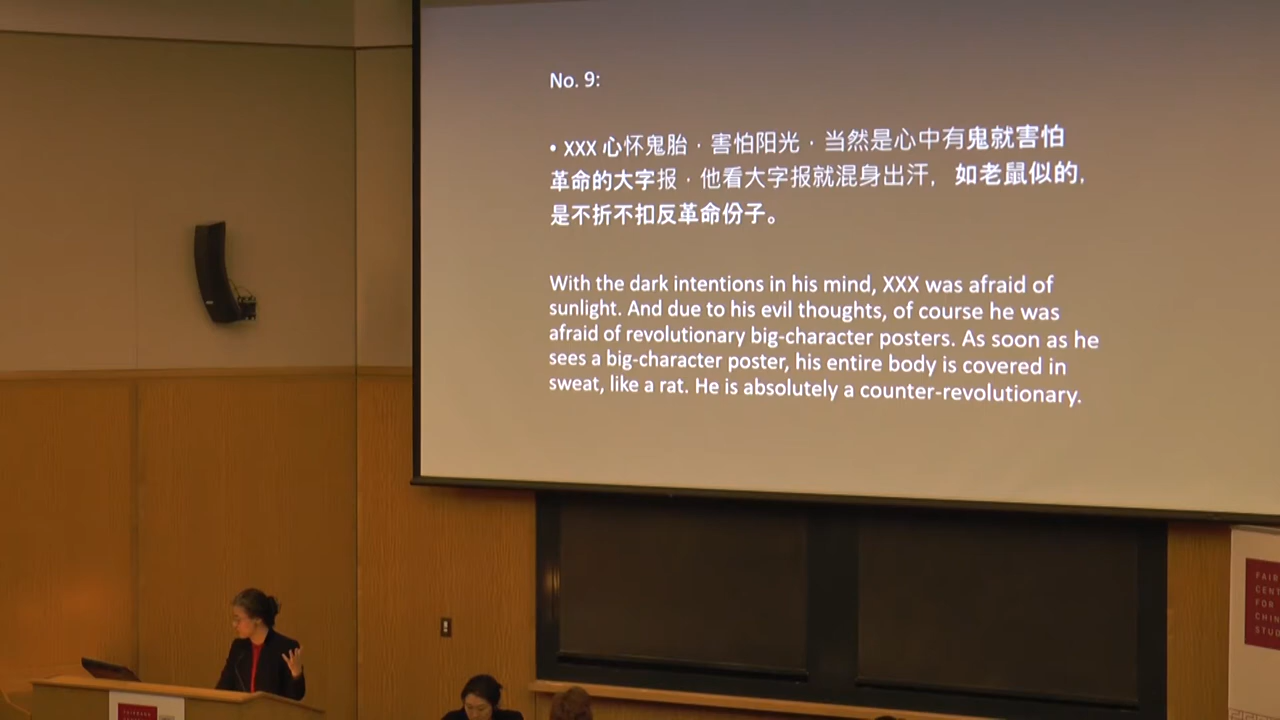 No. 9:
• XXX 心怀鬼胎·害怕阳光·当然是心中有鬼就害怕
革命的大字报·他看大字报就混身出汗，如老鼠似的,
是不折不扣反革命份子。
With the dark intentions in his mind, XXX was afraid of
sunlight. And due to his evil thoughts, of course he was
afraid of revolutionary big-character posters. As soon as he
sees a big-character poster, his entire body is covered in
sweat, like a rat. He is absolutely a counter-revolutionary.
FAIR
CENT
FOR
CHIN
STUD